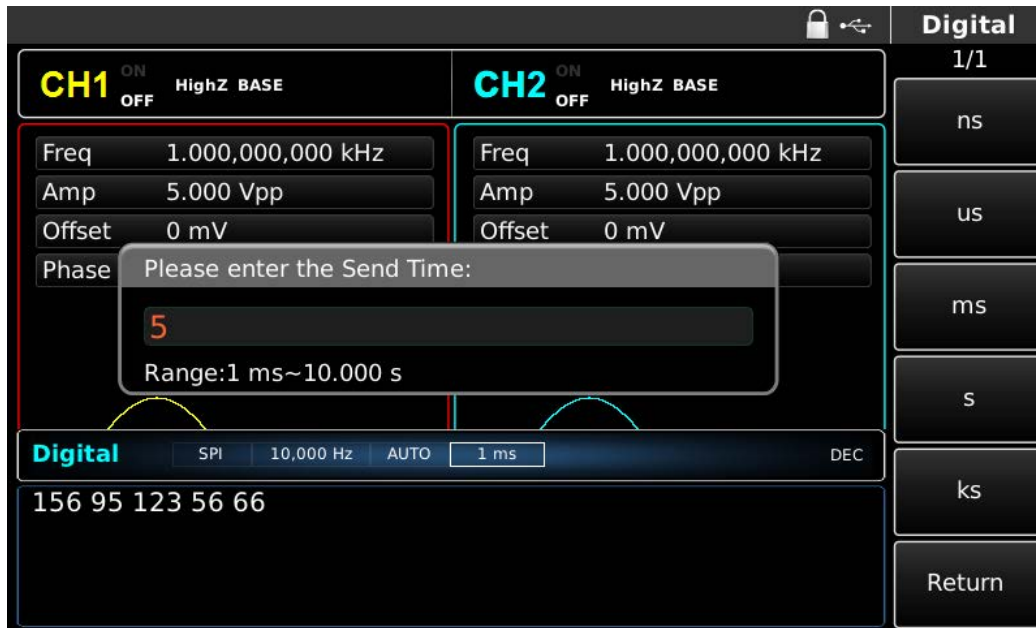 Digital
1/1
CH1 ON OFF HighZ BASE
CH2 ON OFF HighZ BASE
Freq 1.000,000,000 kHz
Amp 5.000 Vpp
Offset 0 mV
Phase
Freq 1.000,000,000 kHz
Amp 5.000 Vpp
Offset 0 mV
Please enter the Send Time:
5
Range:1 ms~10.000 s
Digital SPI 10,000 Hz AUTO 1 ms DEC
156 95 123 56 66
ns
us
ms
s
ks
Return